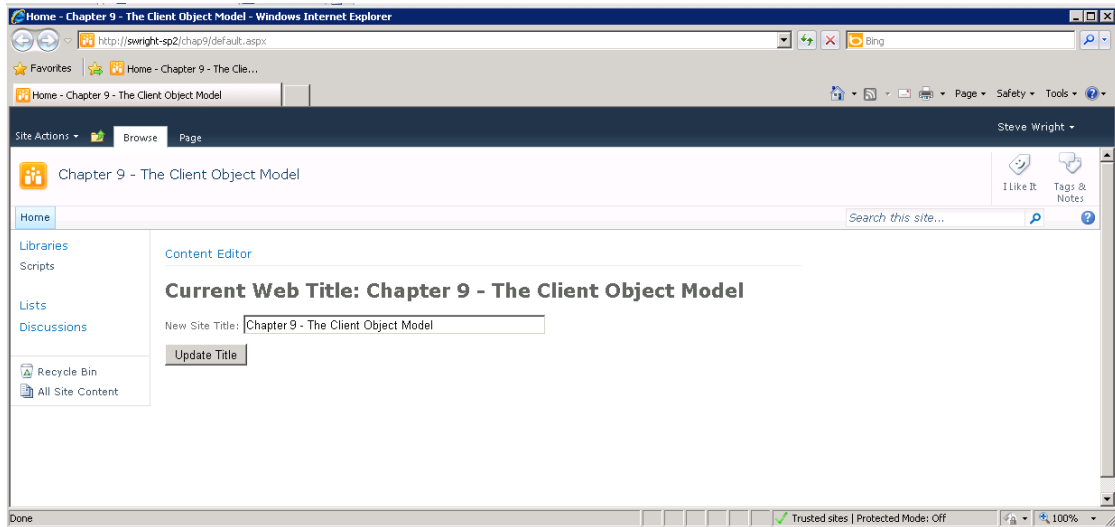 Home - Chapter 9 - The Client Object Model - Windows Internet Explorer
http://swright-sp2/chap9/default.aspx
Bing
Favorites Home - Chapter 9 - The Clie...
Home - Chapter 9 - The Client Object Model
Page Safety Tools
Steve Wright
Site Actions Browse Page
Chapter 9 - The Client Object Model
I Like It
Tags & Notes
Home
Search this site...
Libraries
Scripts
Lists
Discussions
Recycle Bin
All Site Content
Content Editor
Current Web Title: Chapter 9 - The Client Object Model
New Site Title: Chapter 9 - The Client Object Model
Update Title
Done
Trusted sites | Protected Mode: Off
100%